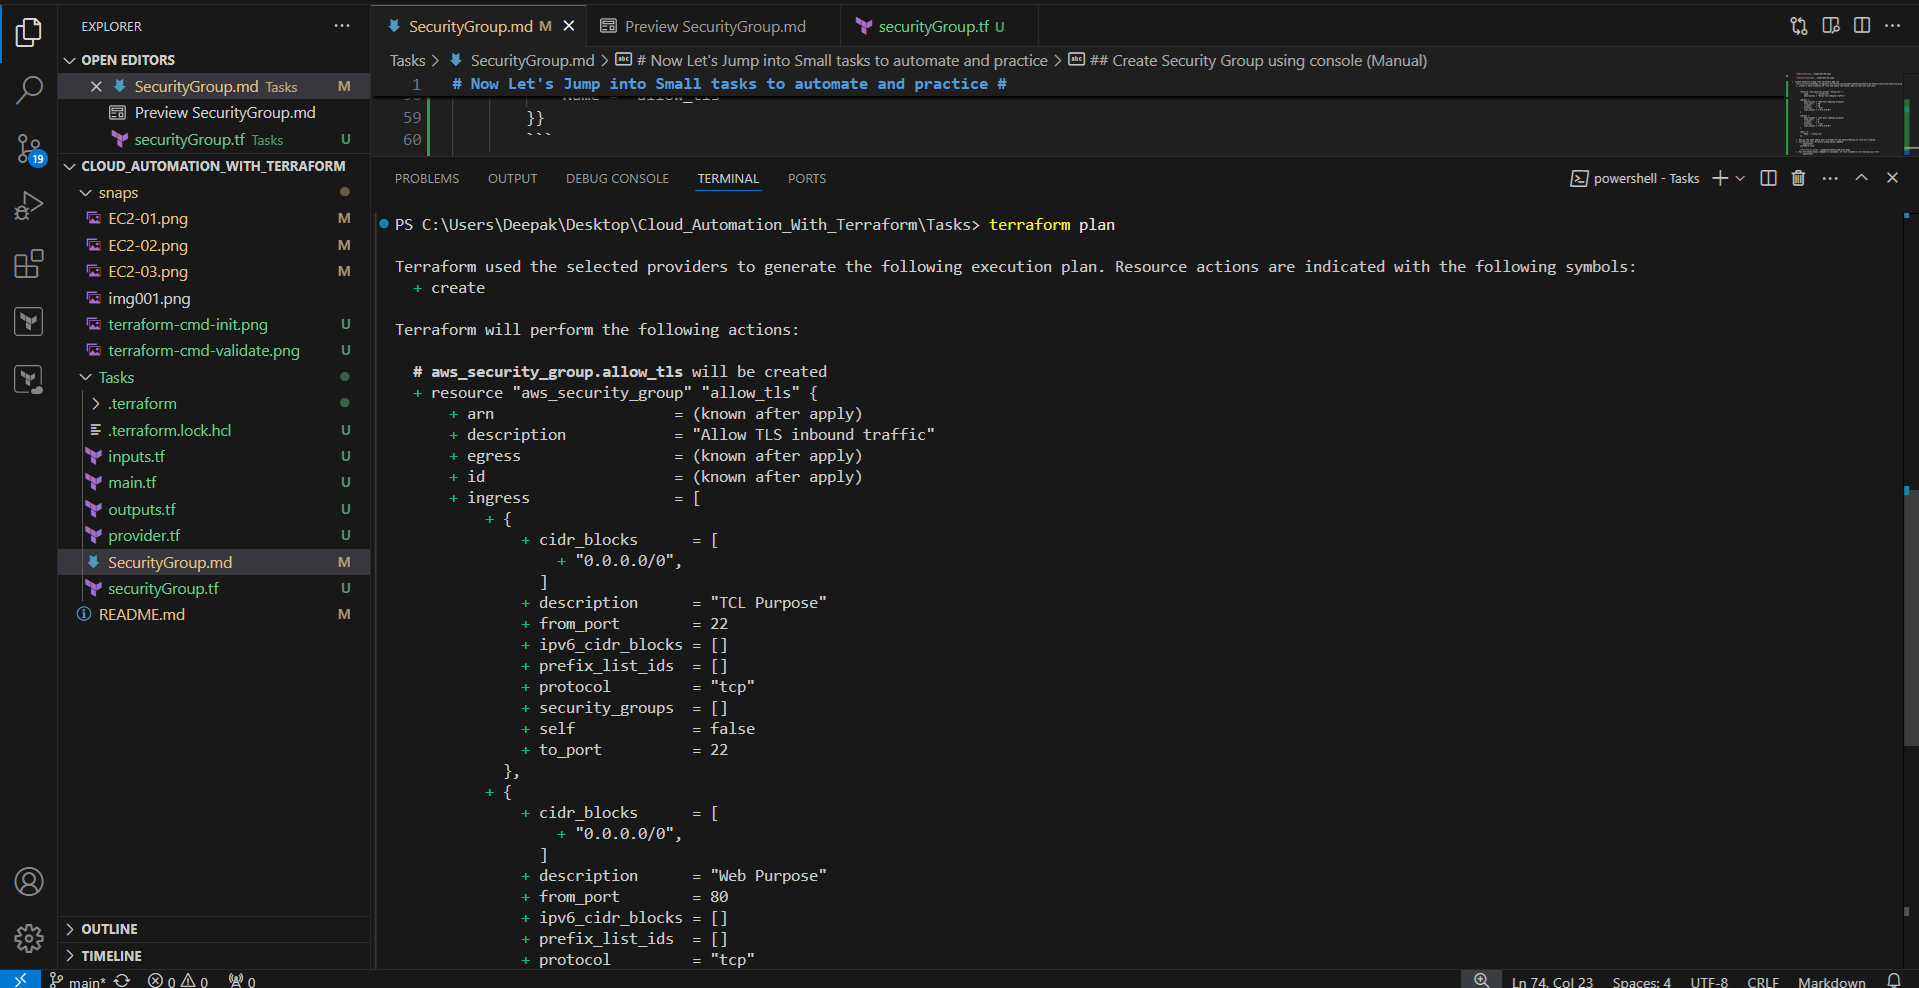 EXPLORER
OPEN EDITORS
SecurityGroup.md Tasks M
Preview SecurityGroup.md
securityGroup.tf Tasks U
CLOUD_AUTOMATION_WITH_TERRAFORM
snaps
EC2-01.png M
EC2-02.png M
EC2-03.png M
img001.png
terraform-cmd-init.png U
terraform-cmd-validate.png U
Tasks
.terraform
.terraform.lock.hcl U
inputs.tf U
main.tf U
outputs.tf U
provider.tf U
SecurityGroup.md M
securityGroup.tf U
README.md M
OUTLINE
TIMELINE
19
SecurityGroup.md M
Preview SecurityGroup.md
securityGroup.tf U
Tasks > SecurityGroup.md > # Now Let's Jump into Small tasks to automate and practice > ## Create Security Group using console (Manual)
1 # Now Let's Jump into Small tasks to automate and practice #
59 }}
60 ```
PROBLEMS OUTPUT DEBUG CONSOLE TERMINAL PORTS
powershell - Tasks
PS C:\Users\Deepak\Desktop\Cloud_Automation_With_Terraform\Tasks> terraform plan
Terraform used the selected providers to generate the following execution plan. Resource actions are indicated with the following symbols:
+ create
Terraform will perform the following actions:
# aws_security_group.allow_tls will be created
+ resource "aws_security_group" "allow_tls" {
+ arn = (known after apply)
+ description = "Allow TLS inbound traffic"
+ egress = (known after apply)
+ id = (known after apply)
+ ingress = [
+ {
+ cidr_blocks = [
+ "0.0.0.0/0",
]
+ description = "TCL Purpose"
+ from_port = 22
+ ipv6_cidr_blocks = []
+ prefix_list_ids = []
+ protocol = "tcp"
+ security_groups = []
+ self = false
+ to_port = 22
},
+ {
+ cidr_blocks = [
+ "0.0.0.0/0",
]
+ description = "Web Purpose"
+ from_port = 80
+ ipv6_cidr_blocks = []
+ prefix_list_ids = []
+ protocol = "tcp"
main* 0 0 0
Ln 74, Col 23 Spaces: 4 UTF-8 CRLF Markdown